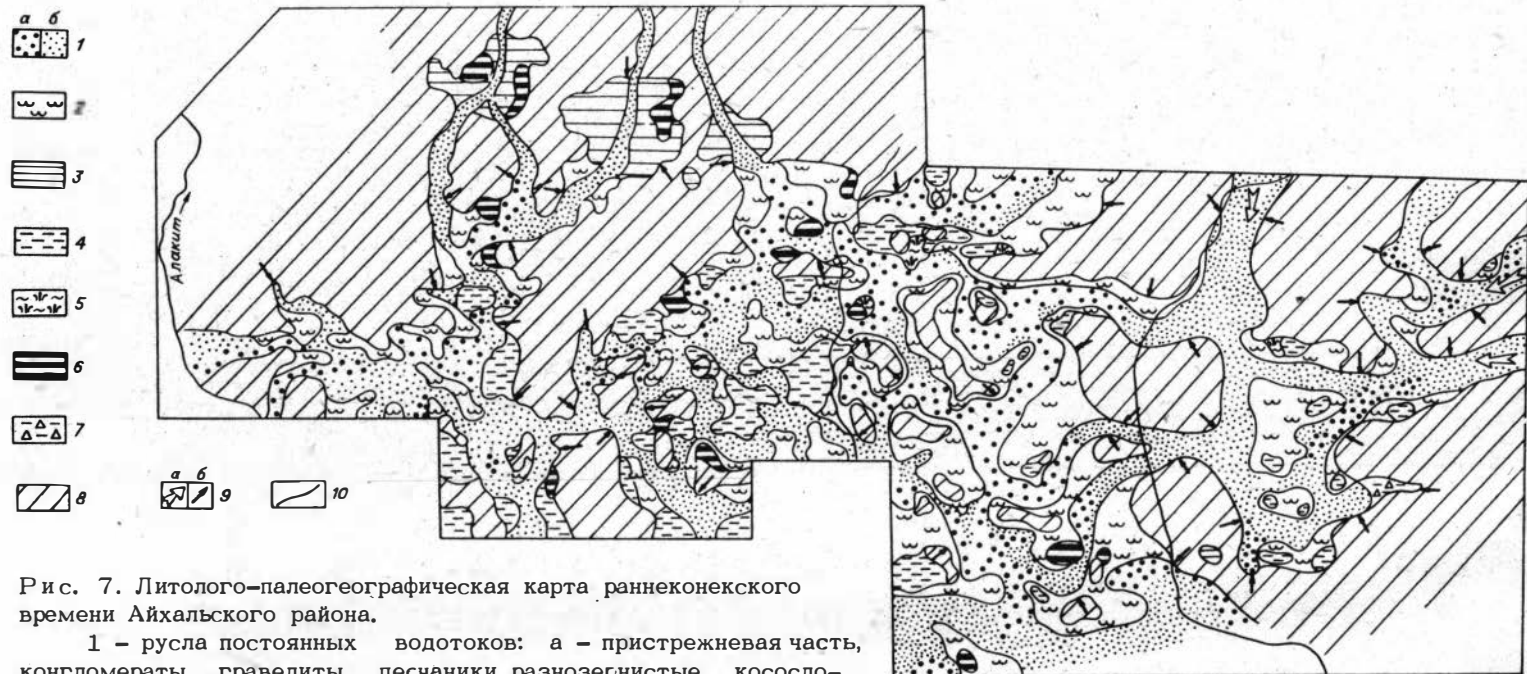 а б
1
2
3
4
5
6
7
8
а б
9
10
Алакит
Рис. 7. Литолого-палеогеографическая карта раннеконекского
времени Айхальского района.
1 - русла постоянных водотоков: а - пристрежневая часть,
конгломераты, гравелиты, песчаники разнозернистые, кососло-